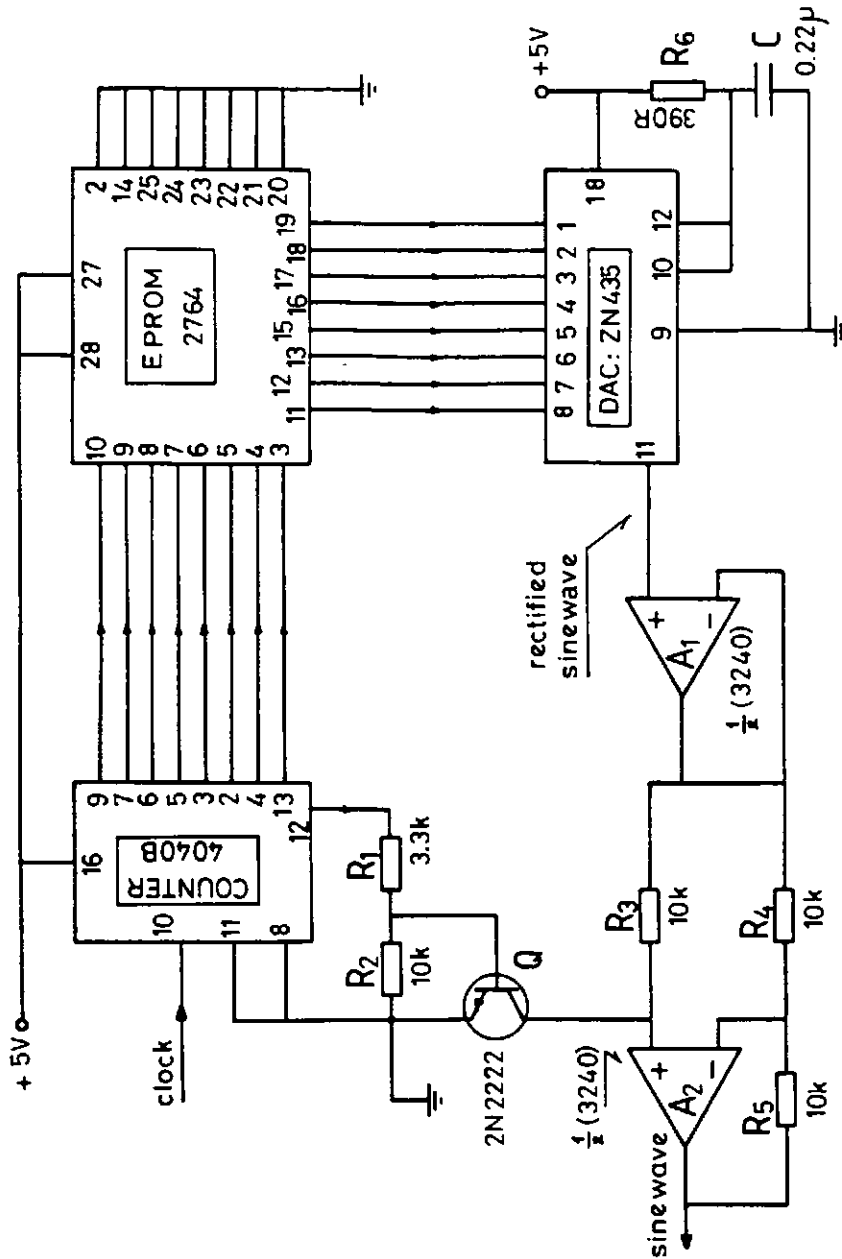 +5V
clock
16
10
11
8
COUNTER
4040B
9
7
6
5
3
2
4
13
12
10
9
8
7
6
5
4
3
28
27
EPROM
2764
2
14
25
24
23
22
21
20
19
18
17
16
15
13
12
11
R1
3.3k
R2
10k
Q
2N2222
1
2
3
4
5
6
7
8
18
DAC: ZN435
11
9
10
12
+5V
390R
R6
C
0.22µ
rectified
sinewave
+
A1
−
½(3240)
R3
10k
R4
10k
½(3240)
+
A2
−
R5
10k
sinewave